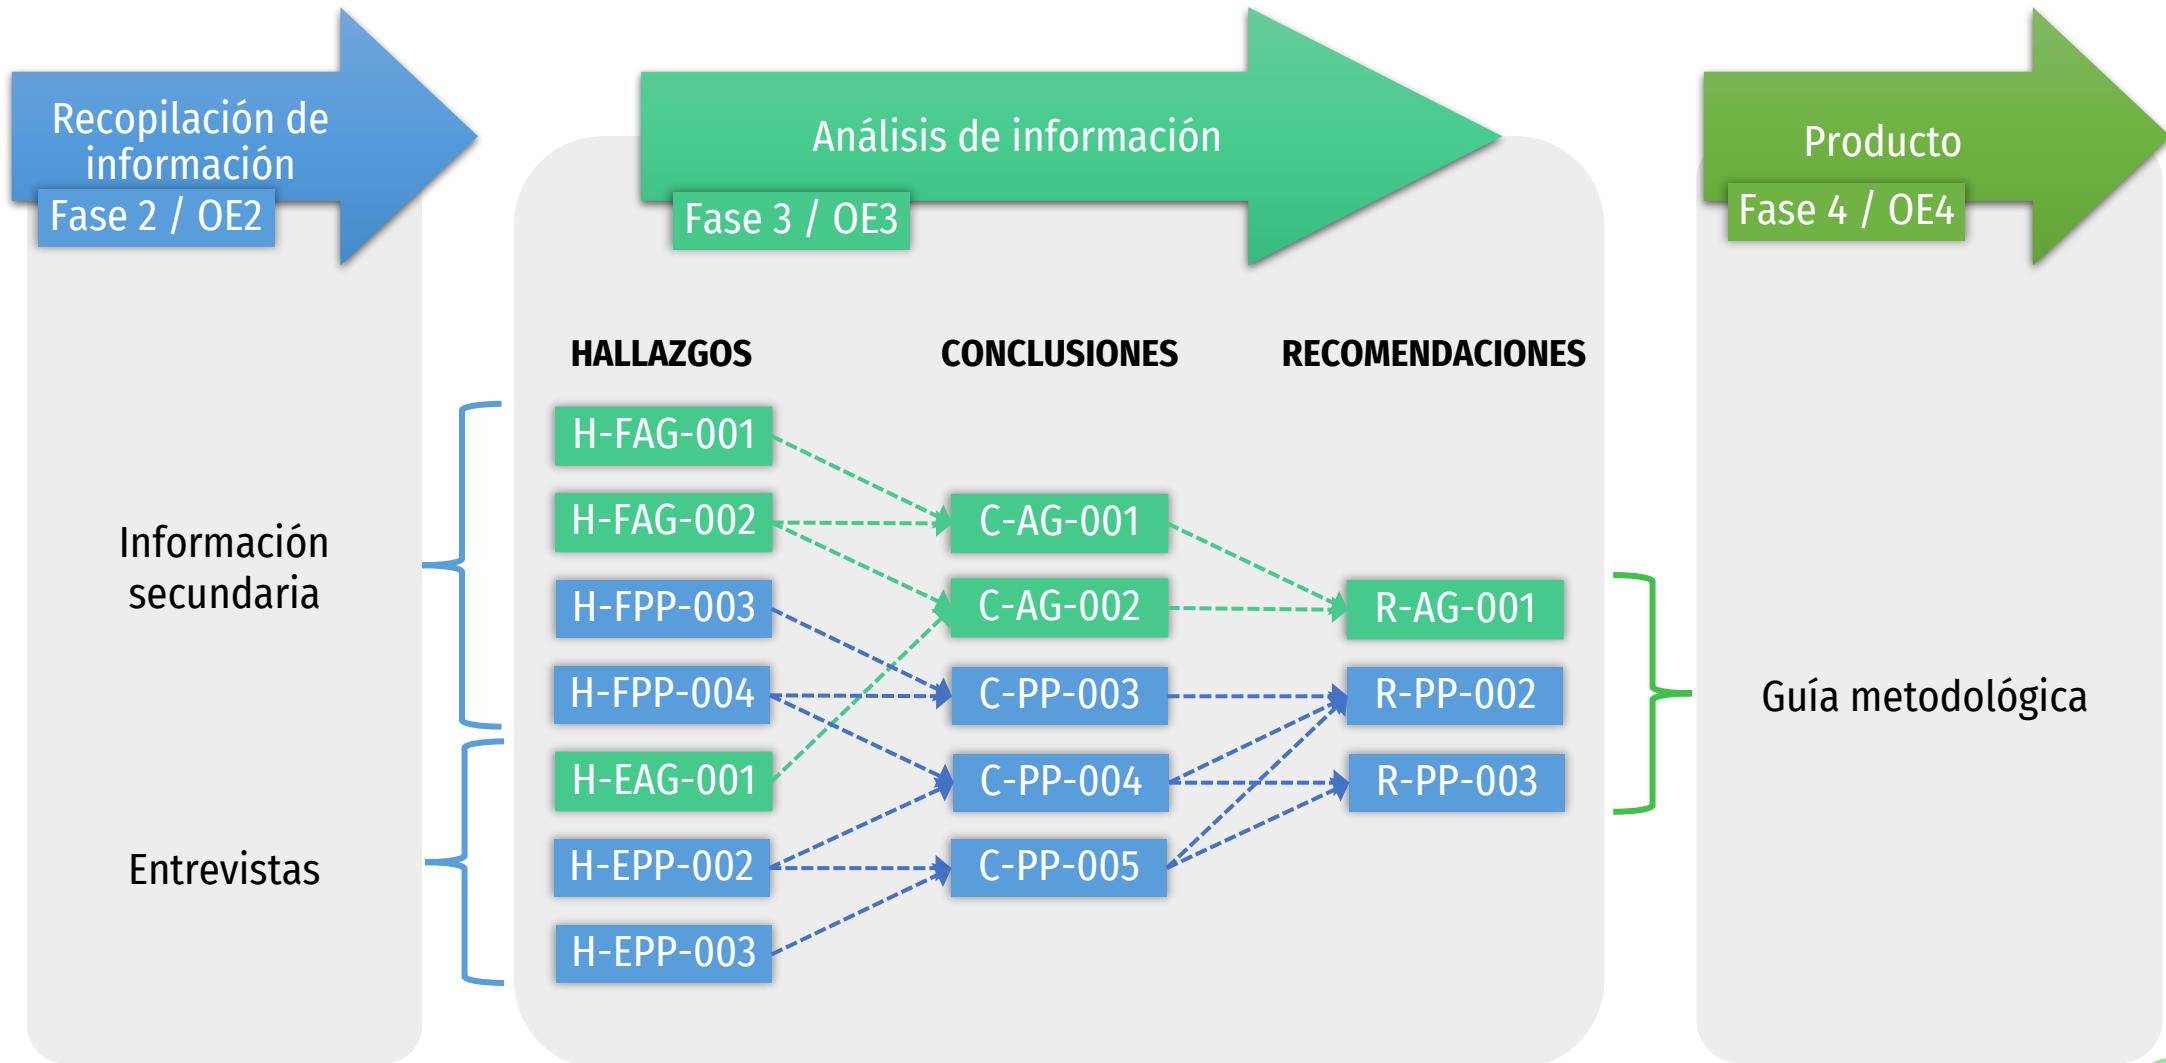 Recopilación de
información
Fase 2 / OE2
Análisis de información
Fase 3 / OE3
Producto
Fase 4 / OE4
Información
secundaria
Entrevistas
HALLAZGOS
H-FAG-001
H-FAG-002
H-FPP-003
H-FPP-004
H-EAG-001
H-EPP-002
H-EPP-003
CONCLUSIONES
C-AG-001
C-AG-002
C-PP-003
C-PP-004
C-PP-005
RECOMENDACIONES
R-AG-001
R-PP-002
R-PP-003
Guía metodológica